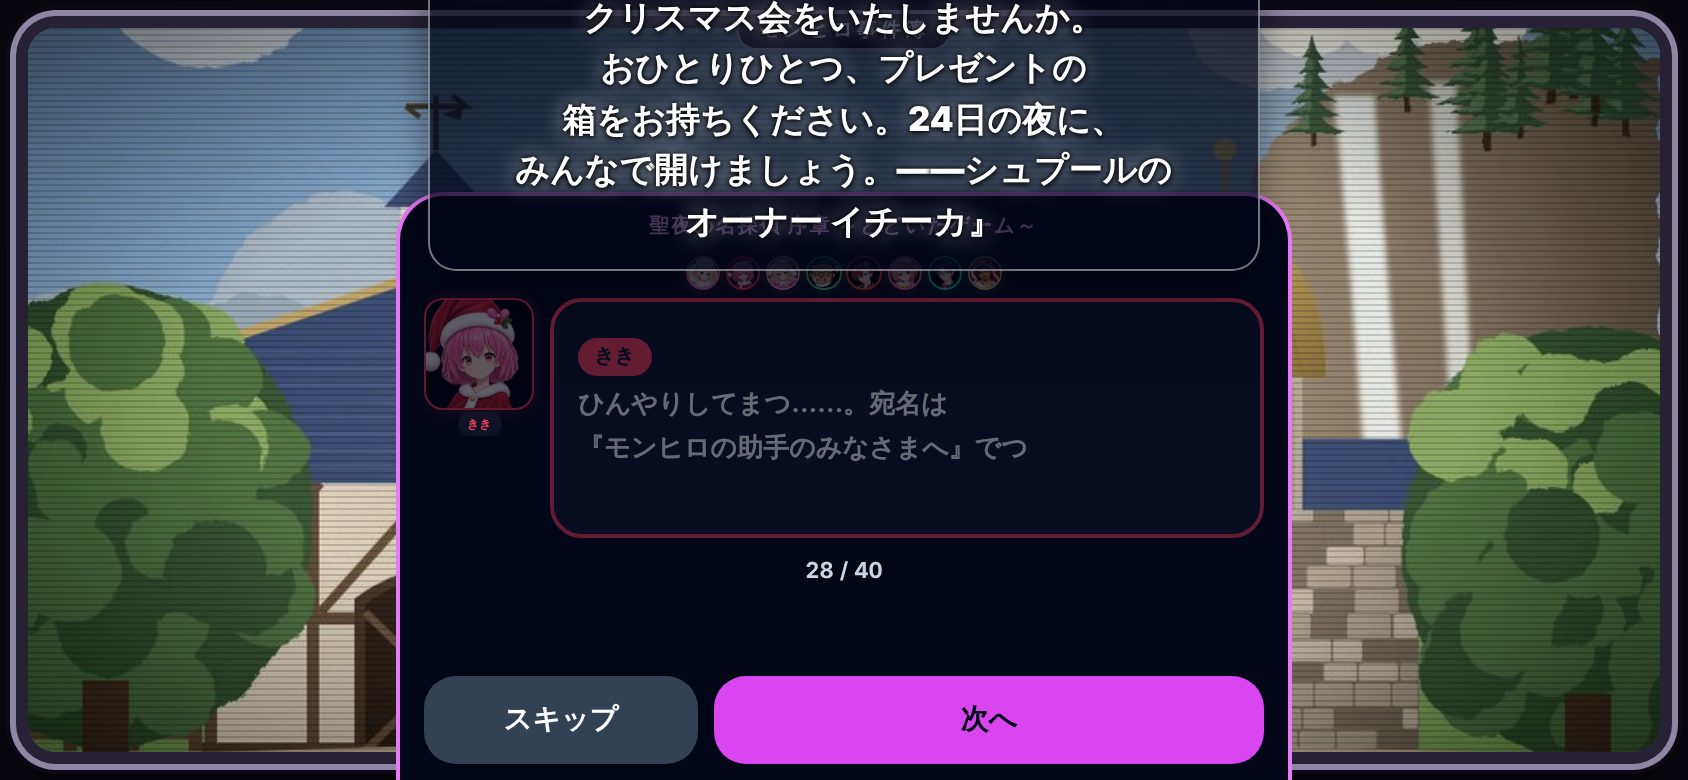 クリスマス会をいたしませんか。
おひとりひとつ、プレゼントの
箱をお持ちください。24日の夜に、
みんなで開けましょう。——シュプールの
オーナー イチーカ』
きき
ひんやりしてまつ……。宛名は
『モンヒロの助手のみなさまへ』でつ
きき
28 / 40
スキップ
次へ